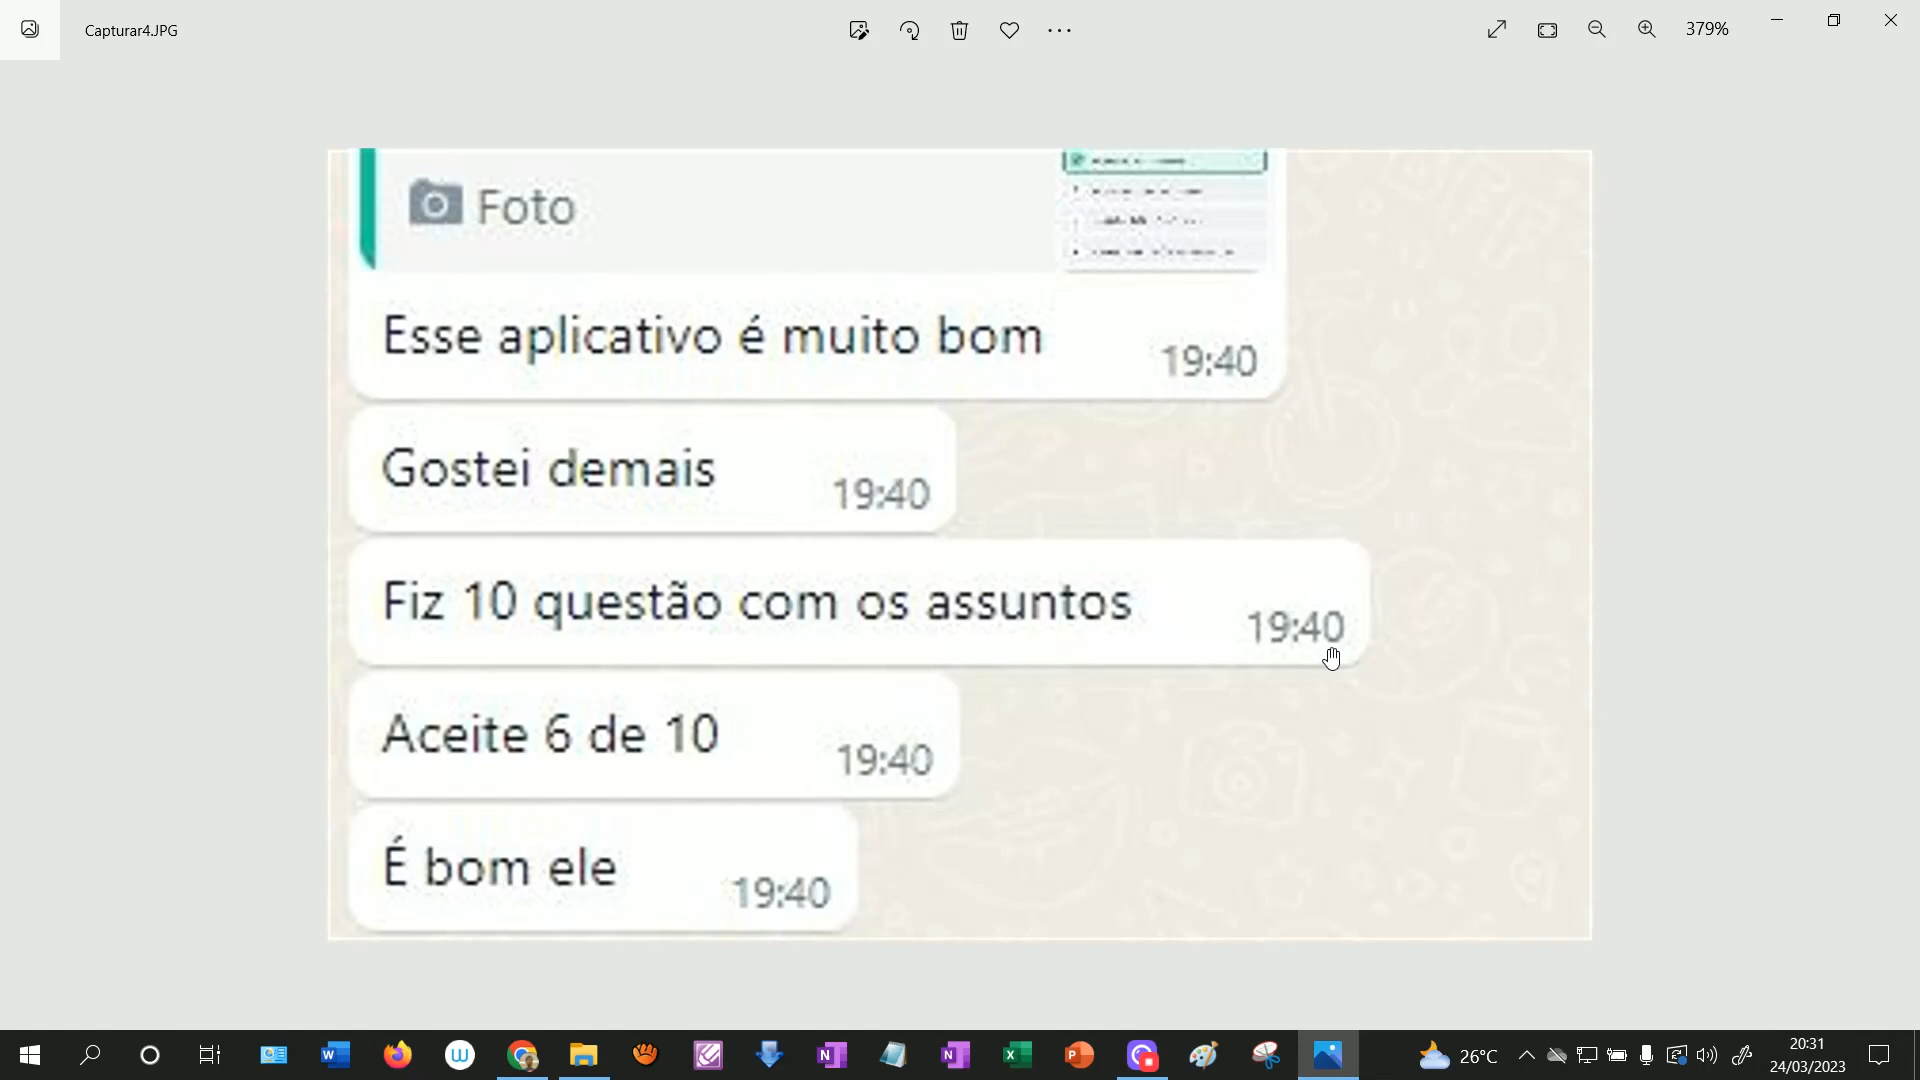 Capturar4.JPG
379%
Foto
Esse aplicativo é muito bom
19:40
Gostei demais
19:40
Fiz 10 questão com os assuntos
19:40
Aceite 6 de 10
19:40
É bom ele
19:40
26°C
20:31
24/03/2023